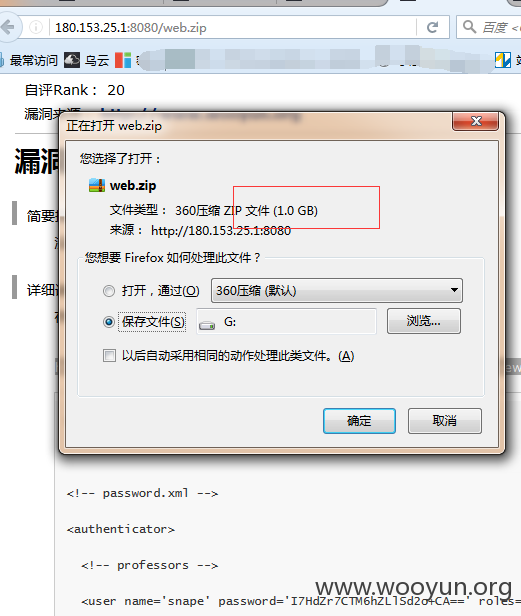 180.153.25.1:8080/web.zip
百度
最常访问 乌云
自评Rank： 20
漏洞来源
正在打开 web.zip
您选择了打开：
漏洞
web.zip
简要
文件类型： 360压缩 ZIP 文件 (1.0 GB)
来源： http://180.153.25.1:8080
您想要 Firefox 如何处理此文件？
详细
打开，通过(O) 360压缩 (默认)
保存文件(S) G: 浏览...
以后自动采用相同的动作处理此类文件。(A)
确定 取消
<!-- password.xml -->
<authenticator>
<!-- professors -->
www.wooyun.org
<user name='snape' roles=